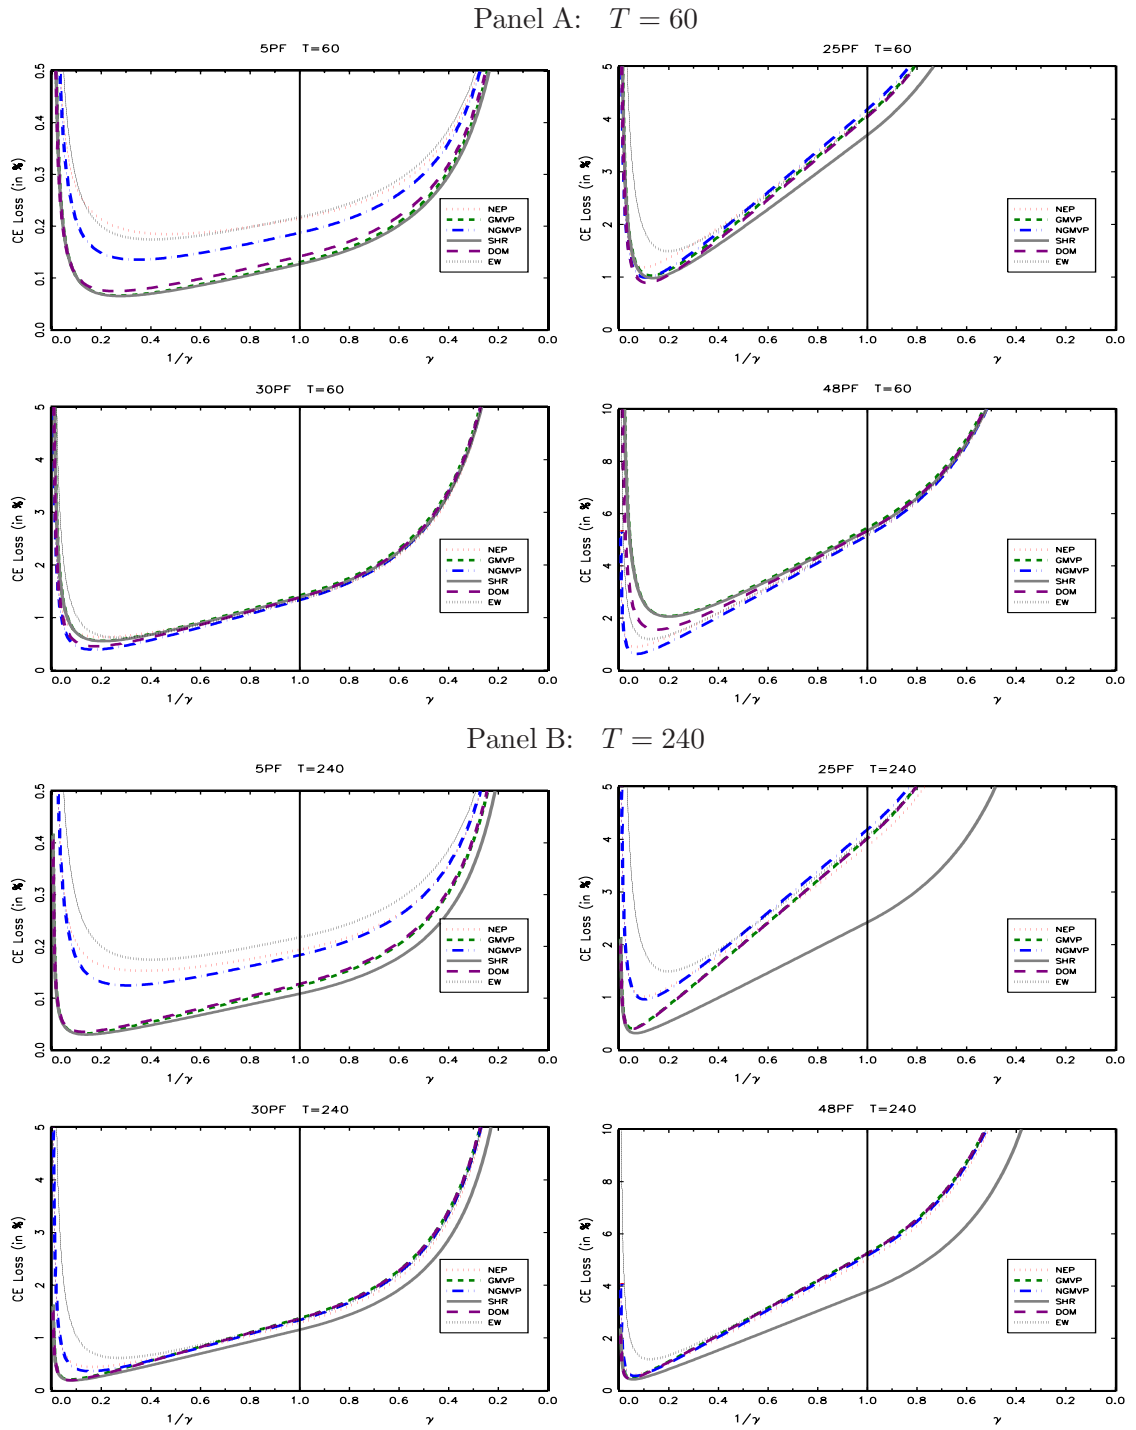 Panel A: T = 60
5PF T=60
CE Loss (in %)
0.5
0.4
0.3
0.2
0.1
0.0
NEP
GMVP
NGMVP
SHR
DOM
EW
0.0 0.2 0.4 0.6 0.8 1.0 0.8 0.6 0.4 0.2 0.0
1/γ γ
25PF T=60
CE Loss (in %)
5
4
3
2
1
0
NEP
GMVP
NGMVP
SHR
DOM
EW
0.0 0.2 0.4 0.6 0.8 1.0 0.8 0.6 0.4 0.2 0.0
1/γ γ
30PF T=60
CE Loss (in %)
5
4
3
2
1
0
NEP
GMVP
NGMVP
SHR
DOM
EW
0.0 0.2 0.4 0.6 0.8 1.0 0.8 0.6 0.4 0.2 0.0
1/γ γ
48PF T=60
CE Loss (in %)
10
8
6
4
2
0
NEP
GMVP
NGMVP
SHR
DOM
EW
0.0 0.2 0.4 0.6 0.8 1.0 0.8 0.6 0.4 0.2 0.0
1/γ γ
Panel B: T = 240
5PF T=240
CE Loss (in %)
0.5
0.4
0.3
0.2
0.1
0.0
NEP
GMVP
NGMVP
SHR
DOM
EW
0.0 0.2 0.4 0.6 0.8 1.0 0.8 0.6 0.4 0.2 0.0
1/γ γ
25PF T=240
CE Loss (in %)
5
4
3
2
1
0
NEP
GMVP
NGMVP
SHR
DOM
EW
0.0 0.2 0.4 0.6 0.8 1.0 0.8 0.6 0.4 0.2 0.0
1/γ γ
30PF T=240
CE Loss (in %)
5
4
3
2
1
0
NEP
GMVP
NGMVP
SHR
DOM
EW
0.0 0.2 0.4 0.6 0.8 1.0 0.8 0.6 0.4 0.2 0.0
1/γ γ
48PF T=240
CE Loss (in %)
10
8
6
4
2
0
NEP
GMVP
NGMVP
SHR
DOM
EW
0.0 0.2 0.4 0.6 0.8 1.0 0.8 0.6 0.4 0.2 0.0
1/γ γ